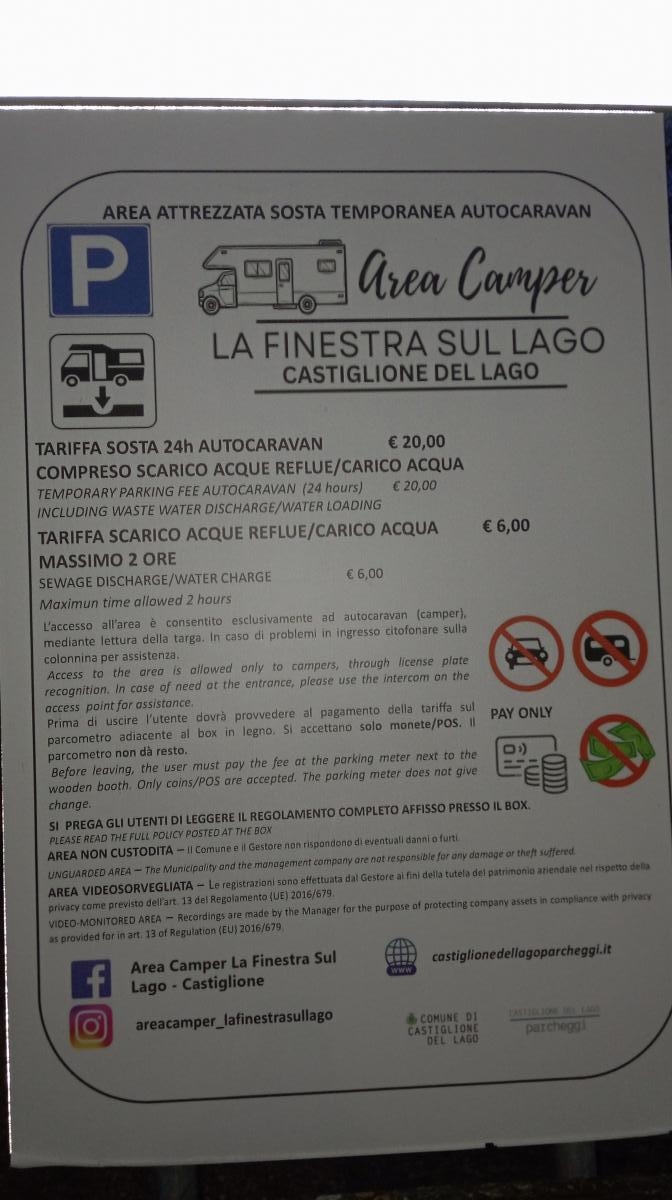 AREA ATTREZZATA SOSTA TEMPORANEA AUTOCARAVAN
P
Area Camper
LA FINESTRA SUL LAGO
CASTIGLIONE DEL LAGO
TARIFFA SOSTA 24h AUTOCARAVAN € 20,00
COMPRESO SCARICO ACQUE REFLUE/CARICO ACQUA
TEMPORARY PARKING FEE AUTOCARAVAN (24 hours) € 20,00
INCLUDING WASTE WATER DISCHARGE/WATER LOADING
TARIFFA SCARICO ACQUE REFLUE/CARICO ACQUA € 6,00
MASSIMO 2 ORE
SEWAGE DISCHARGE/WATER CHARGE € 6,00
Maximun time allowed 2 hours
L'accesso all'area è consentito esclusivamente ad autocaravan (camper),
mediante lettura della targa. In caso di problemi in ingresso citofonare sulla
colonnina per assistenza.
Access to the area is allowed only to campers, through license plate
recognition. In case of need at the entrance, please use the intercom on the
access point for assistance.
Prima di uscire l'utente dovrà provvedere al pagamento della tariffa sul
parcometro adiacente al box in legno. Si accettano solo monete/POS. Il
parcometro non dà resto.
Before leaving, the user must pay the fee at the parking meter next to the
wooden booth. Only coins/POS are accepted. The parking meter does not give
change.
PAY ONLY
SI PREGA GLI UTENTI DI LEGGERE IL REGOLAMENTO COMPLETO AFFISSO PRESSO IL BOX.
PLEASE READ THE FULL POLICY POSTED AT THE BOX
AREA NON CUSTODITA – Il Comune e il Gestore non rispondono di eventuali danni o furti.
UNGUARDED AREA – The Municipality and the management company are not responsible for any damage or theft suffered.
AREA VIDEOSORVEGLIATA – Le registrazioni sono effettuata dal Gestore ai fini della tutela del patrimonio aziendale nel rispetto della
privacy come previsto dell'art. 13 del Regolamento (UE) 2016/679.
VIDEO-MONITORED AREA – Recordings are made by the Manager for the purpose of protecting company assets in compliance with privacy
as provided for in art. 13 of Regulation (EU) 2016/679.
Area Camper La Finestra Sul
Lago - Castiglione
www
castiglionedellagoparcheggi.it
areacamper_lafinestrasullago
COMUNE DI
CASTIGLIONE
DEL LAGO
CASTIGLIONE DEL LAGO
parcheggi